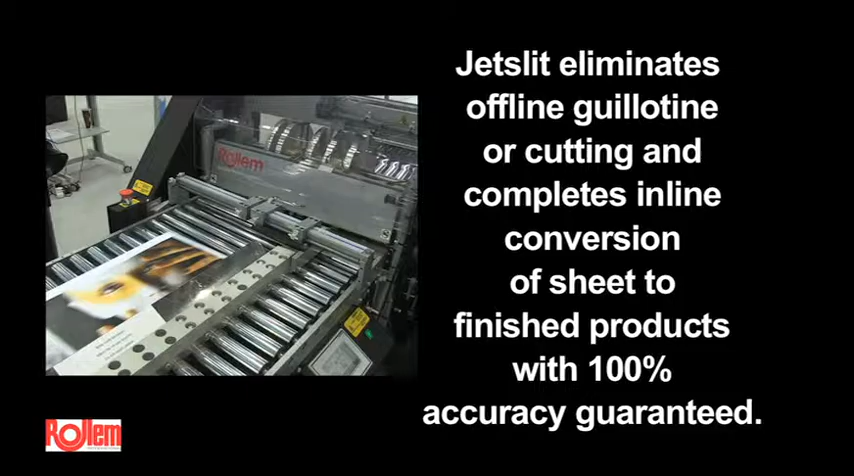 Jetslit eliminates
offline guillotine
or cutting and
completes inline
conversion
of sheet to
finished products
with 100%
accuracy guaranteed.
Rollem
Rollem